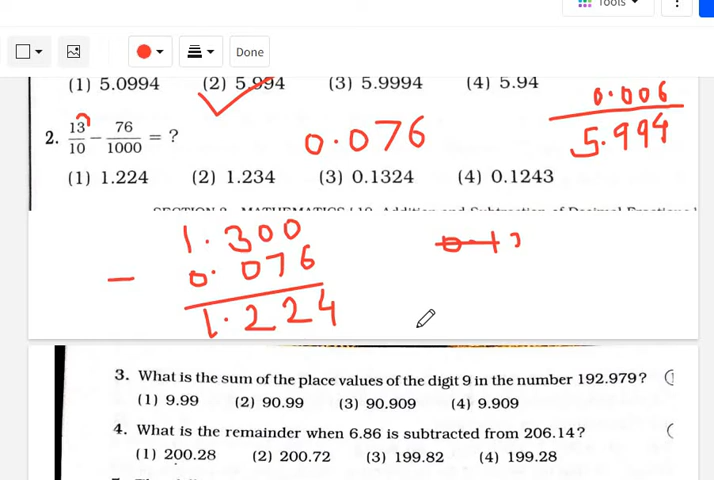 Tools
Done
(1) 5.0994 (2) 5.994 (3) 5.9994 (4) 5.94
0.006
5.994
2. 13/10 − 76/1000 = ?
0.076
(1) 1.224 (2) 1.234 (3) 0.1324 (4) 0.1243
1.300
− 0.076
1.224
3. What is the sum of the place values of the digit 9 in the number 192.979?
(1) 9.99 (2) 90.99 (3) 90.909 (4) 9.909
4. What is the remainder when 6.86 is subtracted from 206.14?
(1) 200.28 (2) 200.72 (3) 199.82 (4) 199.28